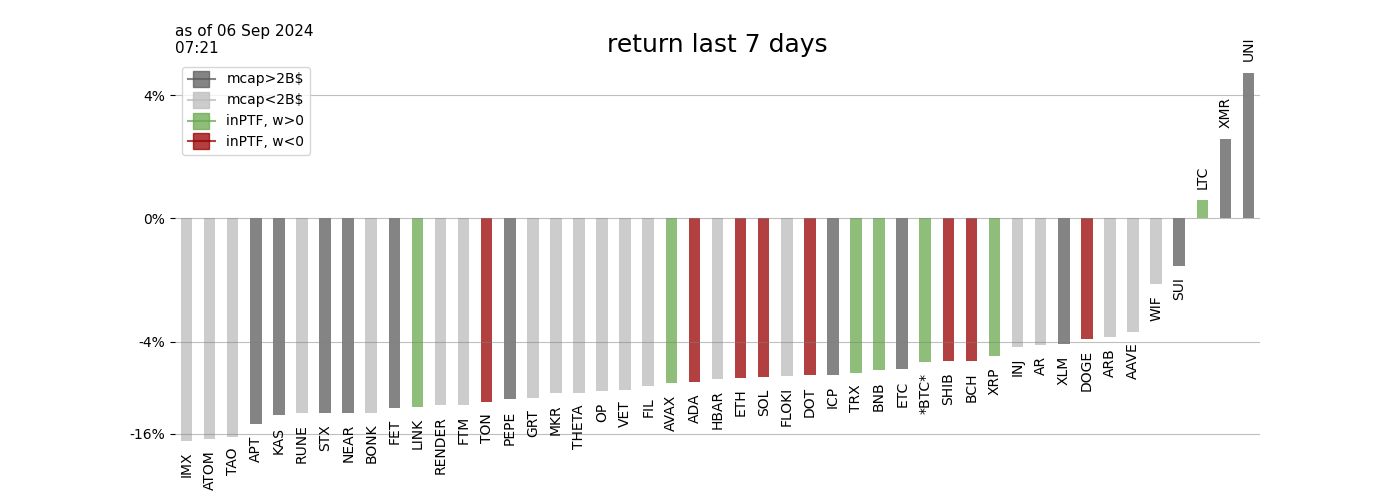 as of 06 Sep 2024
07:21
return last 7 days
mcap>2B$
mcap<2B$
inPTF, w>0
inPTF, w<0
4%
0%
-4%
-16%
IMX
ATOM
TAO
APT
KAS
RUNE
STX
NEAR
BONK
FET
LINK
RENDER
FTM
TON
PEPE
GRT
MKR
THETA
OP
VET
FIL
AVAX
ADA
HBAR
ETH
SOL
FLOKI
DOT
ICP
TRX
BNB
ETC
*BTC*
SHIB
BCH
XRP
INJ
AR
XLM
DOGE
ARB
AAVE
WIF
SUI
LTC
XMR
UNI